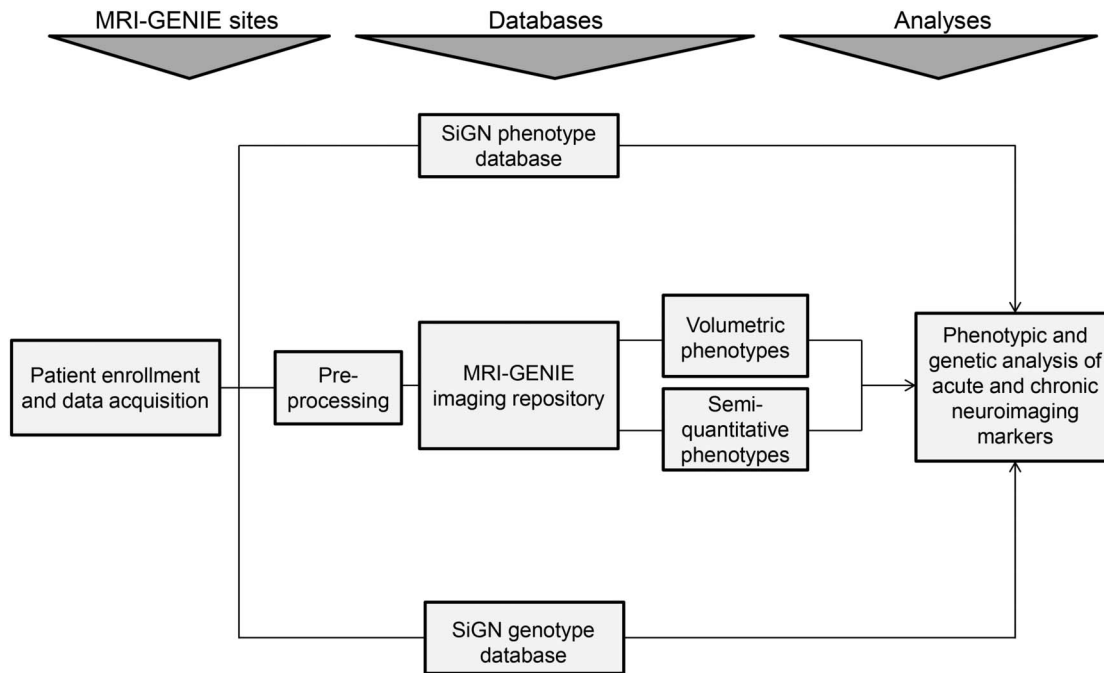 MRI-GENIE sites
Databases
Analyses
SiGN phenotype
database
Patient enrollment
and data acquisition
Pre-
processing
MRI-GENIE
imaging repository
Volumetric
phenotypes
Semi-
quantitative
phenotypes
Phenotypic and
genetic analysis of
acute and chronic
neuroimaging
markers
SiGN genotype
database